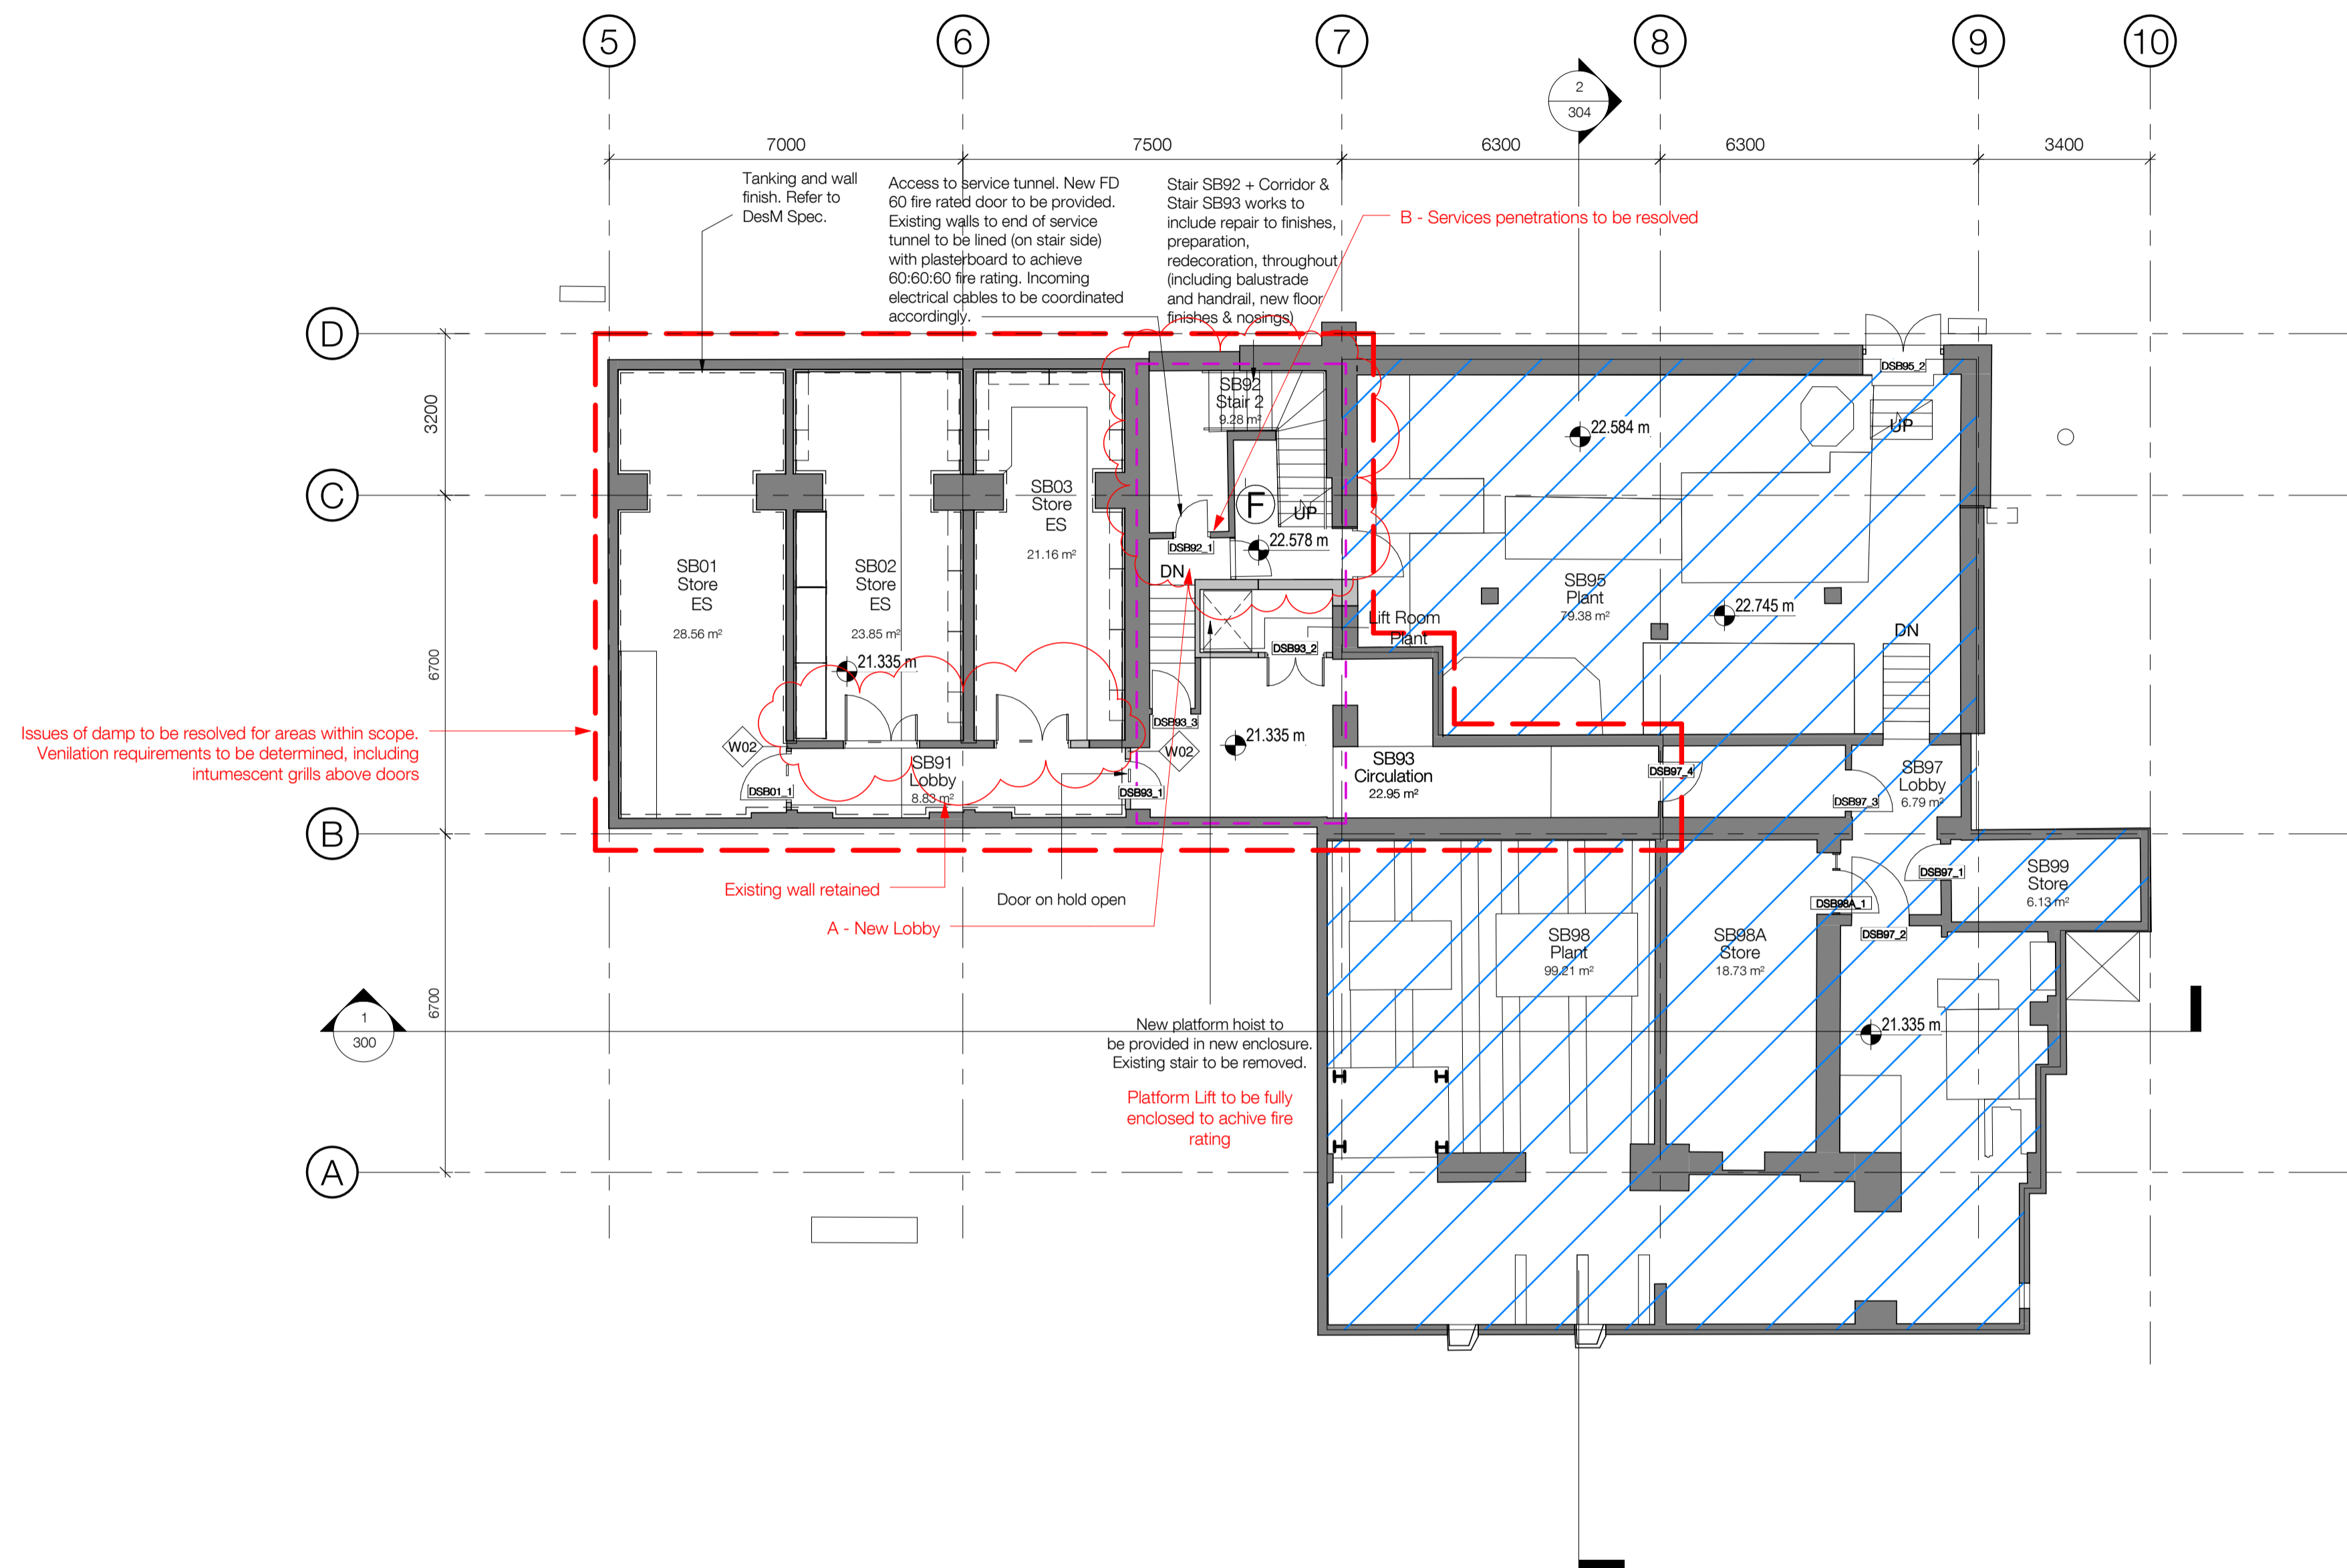 5
6
7
8
9
10
2
304
7000
7500
6300
6300
3400
Tanking and wall
finish. Refer to
DesM Spec.
Access to service tunnel. New FD
60 fire rated door to be provided.
Existing walls to end of service
tunnel to be lined (on stair side)
with plasterboard to achieve
60:60:60 fire rating. Incoming
electrical cables to be coordinated
accordingly.
Stair SB92 + Corridor &
Stair SB93 works to
include repair to finishes,
preparation,
redecoration, throughout
(including balustrade
and handrail, new floor
finishes & nosings)
B - Services penetrations to be resolved
D
C
B
A
3200
6700
6700
SB92
Stair 2
9.28 m²
DSB95_2
UP
22.584 m
SB03
Store
ES
21.16 m²
F
UP
DSB92_1
22.578 m
DN
SB01
Store
ES
28.56 m²
SB02
Store
ES
23.85 m²
21.335 m
SB95
Plant
79.38 m²
22.745 m
DN
Lift Room
Plant
DSB93_2
DSB93_3
21.335 m
W02
W02
SB91
Lobby
8.83 m²
DSB01_1
DSB93_1
SB93
Circulation
22.95 m²
DSB97_4
SB97
Lobby
6.79 m²
DSB97_3
Issues of damp to be resolved for areas within scope.
Venilation requirements to be determined, including
intumescent grills above doors
Existing wall retained
Door on hold open
A - New Lobby
DSB97_1
SB99
Store
6.13 m²
DSB98A_1
DSB97_2
SB98
Plant
99.21 m²
SB98A
Store
18.73 m²
1
300
21.335 m
New platform hoist to
be provided in new enclosure.
Existing stair to be removed.
Platform Lift to be fully
enclosed to achive fire
rating